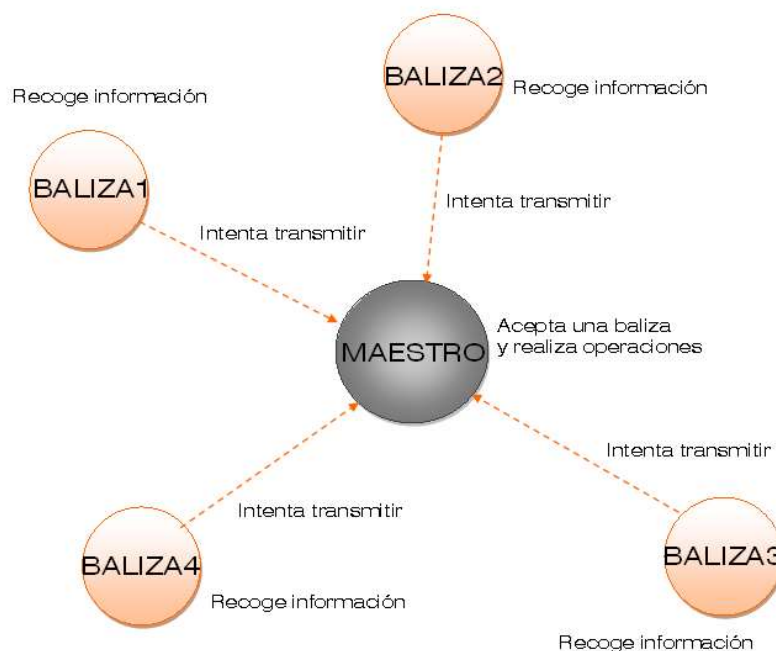 BALIZA2
Recoge información
Recoge información
BALIZA1
Intenta transmitir
Intenta transmitir
MAESTRO
Acepta una baliza
y realiza operaciones
Intenta transmitir
Intenta transmitir
BALIZA4
BALIZA3
Recoge información
Recoge información